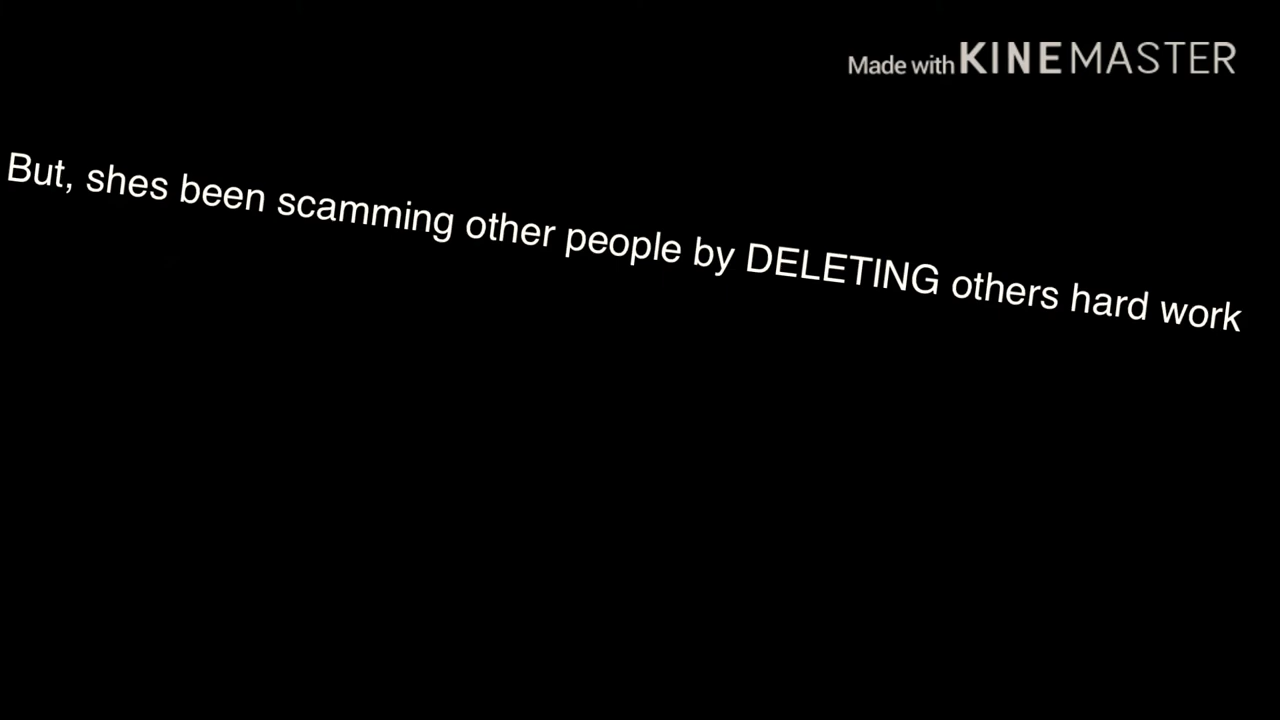 Made with KINEMASTER
But, shes been scamming other people by DELETING others hard work